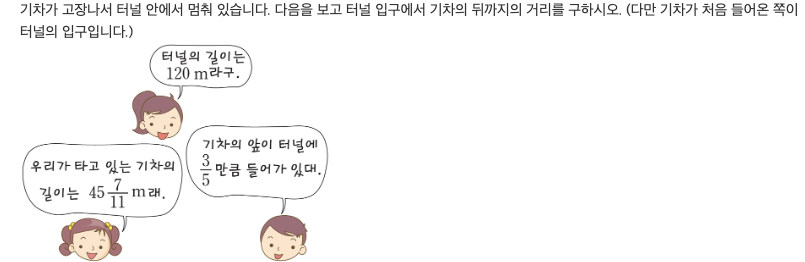 기차가 고장나서 터널 안에서 멈춰 있습니다. 다음을 보고 터널 입구에서 기차의 뒤까지의 거리를 구하시오. (다만 기차가 처음 들어온 쪽이
터널의 입구입니다.)
터널의 길이는
120 m라구.
기차의 앞이 터널에
3/5 만큼 들어가 있대.
우리가 타고 있는 기차의
길이는 45 7/11 m래.